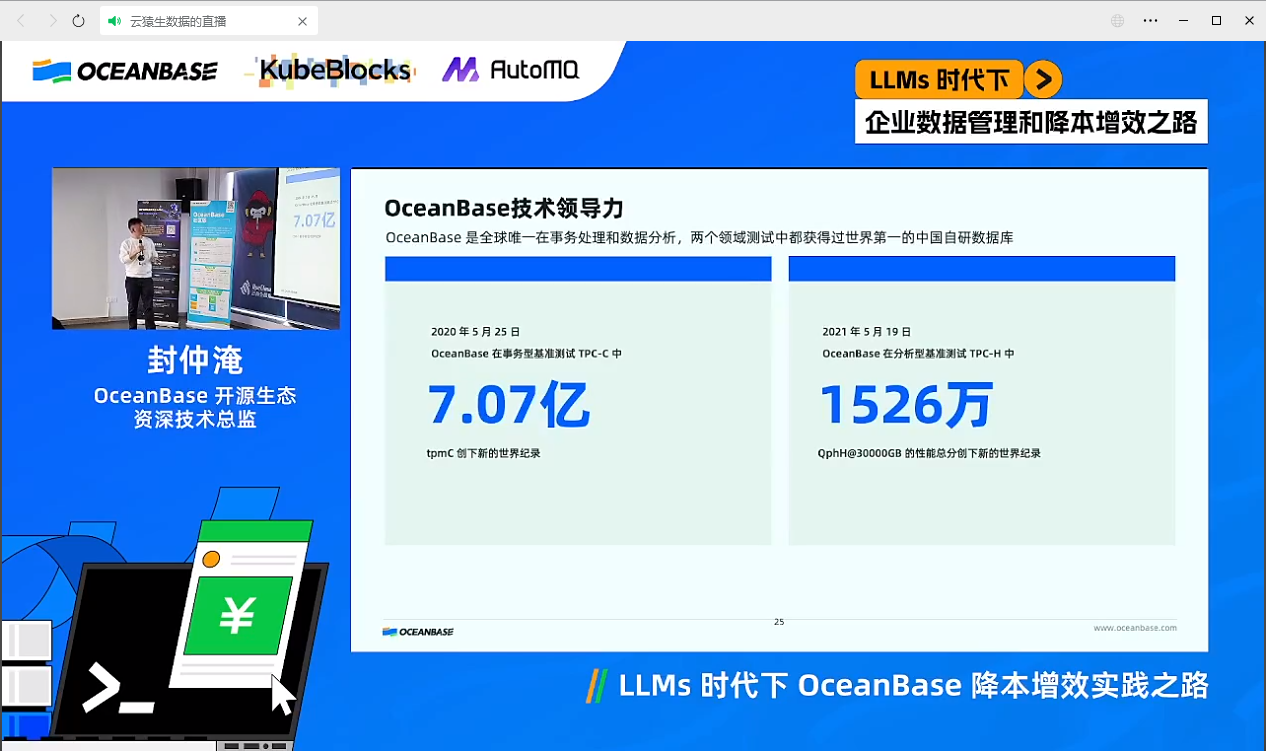 云猿生数据的直播
OCEANBASE
KubeBlocks
AutoMQ
LLMs 时代下
企业数据管理和降本增效之路
7.07亿
封仲淹
OceanBase 开源生态
资深技术总监
OceanBase技术领导力
OceanBase 是全球唯一在事务处理和数据分析，两个领域测试中都获得过世界第一的中国自研数据库
2020 年 5 月 25 日
OceanBase 在事务型基准测试 TPC-C 中
7.07亿
tpmC 创下新的世界纪录
2021 年 5 月 19 日
OceanBase 在分析型基准测试 TPC-H 中
1526万
QphH@30000GB 的性能总分创下新的世界纪录
OCEANBASE
25
www.oceanbase.com
¥
>_
// LLMs 时代下 OceanBase 降本增效实践之路